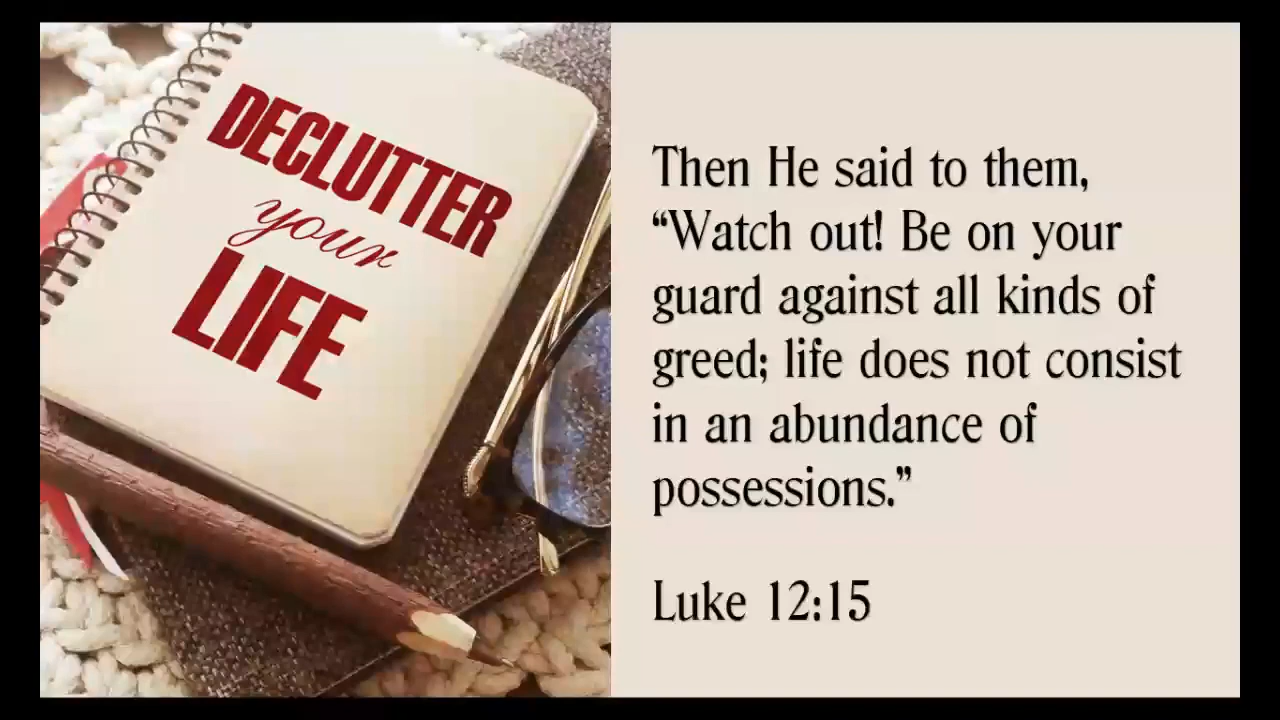 DECLUTTER
your
LIFE
Then He said to them,
“Watch out! Be on your
guard against all kinds of
greed; life does not consist
in an abundance of
possessions.”
Luke 12:15